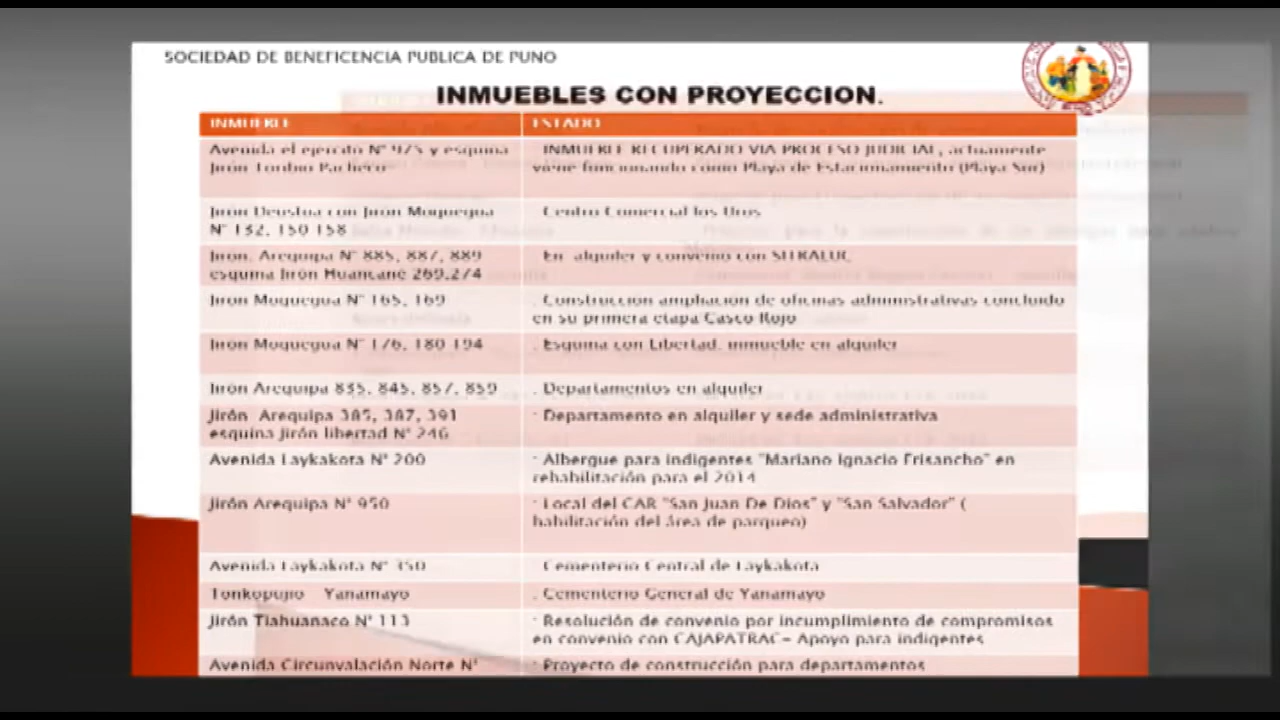 SOCIEDAD DE BENEFICENCIA PUBLICA DE PUNO
INMUEBLES CON PROYECCION.
INMUEBLE
ESTADO
Avenida el ejercito N° 975 y esquina
Jirón Toribio Pacheco
. INMUEBLE RECUPERADO VIA PROCESO JUDICIAL, actuamente
viene funcionando como Playa de Estacionamiento (Playa Sur)
Jirón Deustua con Jirón Moquegua
N° 132, 150 158
. Centro Comercial los Uros
Jirón. Arequipa N° 885, 887, 889
esquina Jirón Huancané 269,274
. En alquiler y convenio con
Jirón Moquegua N° 165, 169
. Construcción ampliación de oficinas administrativas concluido
en su primera etapa Casco Rojo
Jirón Moquegua N° 176, 180 194
. Esquina con Libertad. inmueble en alquiler
Jirón Arequipa 835, 845, 857, 859
. Departamentos en alquiler
Jirón Arequipa 385, 387, 391
esquina Jirón libertad N° 246
. Departamento en alquiler y sede administrativa
Avenida Laykakota N° 200
. Albergue para indigentes "Mariano Ignacio Frisancho" en
rehabilitación para el 2014
Jirón Arequipa N° 950
. Local del CAR "San Juan De Dios" y "San Salvador" (
habilitación del área de parqueo)
Avenida Laykakota N° 350
. Cementerio Central de Laykakota
Tonkopujio Yanamayo
. Cementerio General de Yanamayo
Jirón Tiahuanaco N° 113
. Resolución de convenio por incumplimiento de compromisos
en convenio con CAJAPATRAC- Apoyo para indigentes
Avenida Circunvalación Norte N°
. Proyecto de construcción para departamentos